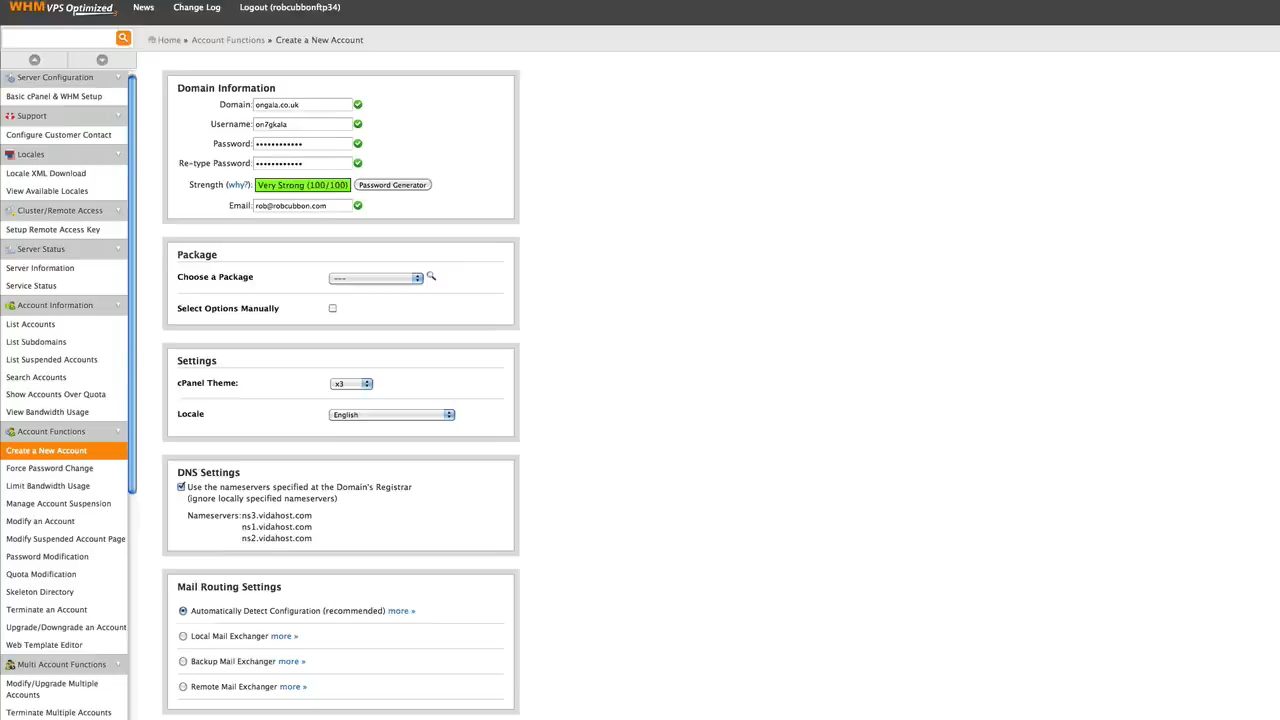 WHM VPS Optimized
News Change Log Logout (robcubbonftp34)
Home » Account Functions » Create a New Account
Server Configuration
Basic cPanel & WHM Setup
Support
Configure Customer Contact
Locales
Locale XML Download
View Available Locales
Cluster/Remote Access
Setup Remote Access Key
Server Status
Server Information
Service Status
Account Information
List Accounts
List Subdomains
List Suspended Accounts
Search Accounts
Show Accounts Over Quota
View Bandwidth Usage
Account Functions
Create a New Account
Force Password Change
Limit Bandwidth Usage
Manage Account Suspension
Modify an Account
Modify Suspended Account Page
Password Modification
Quota Modification
Skeleton Directory
Terminate an Account
Upgrade/Downgrade an Account
Web Template Editor
Multi Account Functions
Modify/Upgrade Multiple
Accounts
Terminate Multiple Accounts
Domain Information
Domain: ongala.co.uk
Username: on7gkala
Password: ••••••••••••
Re-type Password: ••••••••••••
Strength (why?): Very Strong (100/100) Password Generator
Email: rob@robcubbon.com
Package
Choose a Package ---
Select Options Manually
Settings
cPanel Theme: x3
Locale English
DNS Settings
Use the nameservers specified at the Domain's Registrar
(ignore locally specified nameservers)
Nameservers:ns3.vidahost.com
ns1.vidahost.com
ns2.vidahost.com
Mail Routing Settings
Automatically Detect Configuration (recommended) more »
Local Mail Exchanger more »
Backup Mail Exchanger more »
Remote Mail Exchanger more »